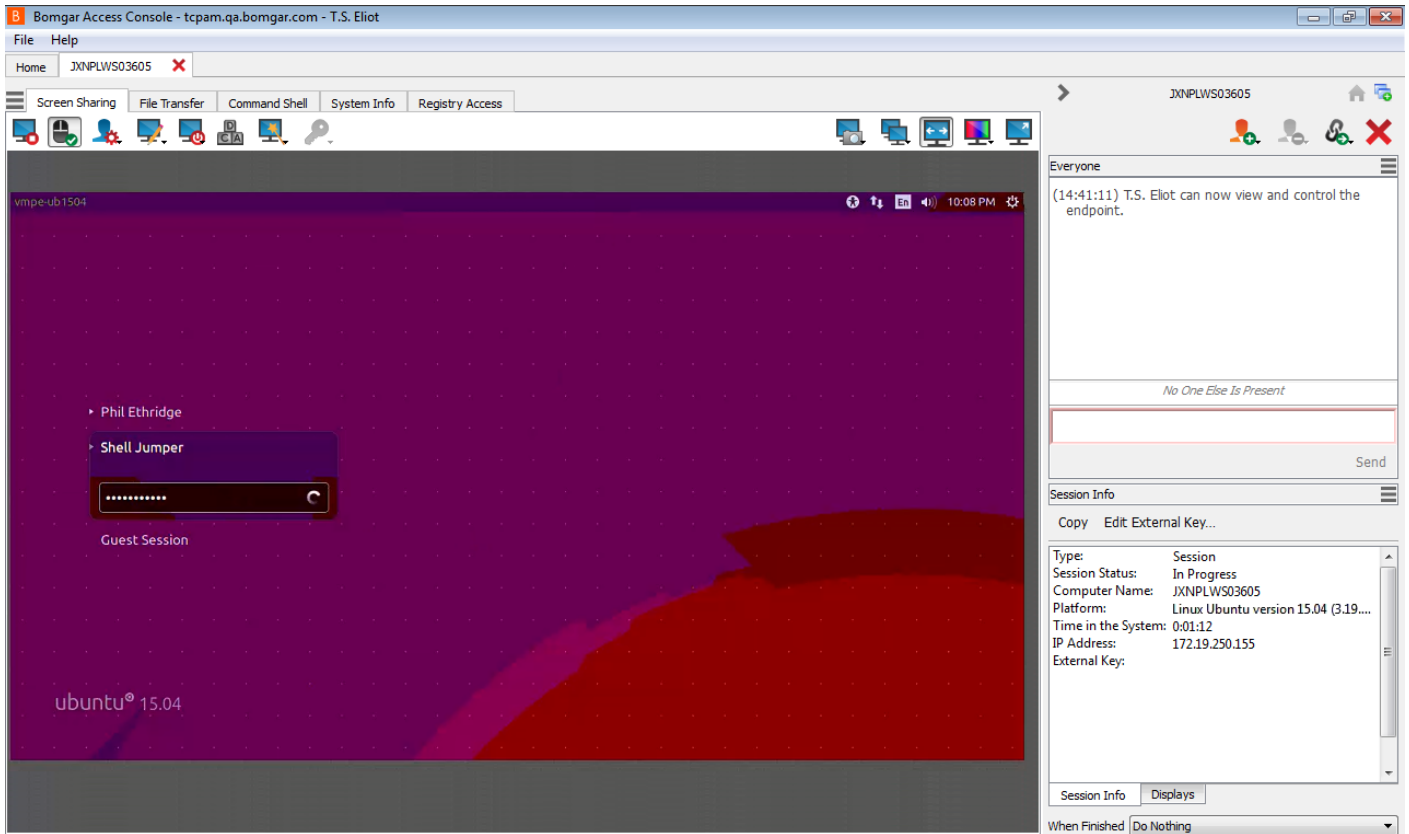 B Bomgar Access Console - tcpam.qa.bomgar.com - T.S. Eliot
File Help
Home JXNPLWS03605
Screen Sharing File Transfer Command Shell System Info Registry Access
JXNPLWS03605
D
C A
Everyone
(14:41:11) T.S. Eliot can now view and control the
endpoint.
No One Else Is Present
Send
vmpe-ub1504 En 10:08 PM
Phil Ethridge
Shell Jumper
•••••••••••
Guest Session
ubuntu® 15.04
Session Info
Copy Edit External Key...
Type: Session
Session Status: In Progress
Computer Name: JXNPLWS03605
Platform: Linux Ubuntu version 15.04 (3.19....
Time in the System: 0:01:12
IP Address: 172.19.250.155
External Key:
Session Info Displays
When Finished Do Nothing